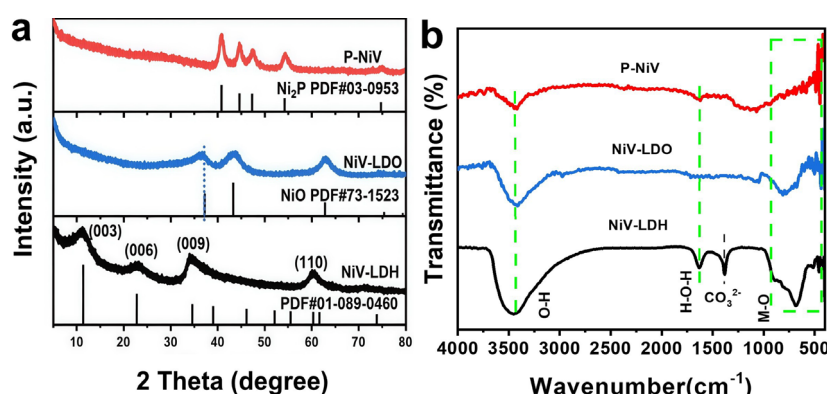 a
Intensity (a.u.)
P-NiV
Ni₂P PDF#03-0953
NiV-LDO
NiO PDF#73-1523
(003)
(006)
(009)
(110)
NiV-LDH
PDF#01-089-0460
10 20 30 40 50 60 70 80
2 Theta (degree)
b
Transmittance (%)
P-NiV
NiV-LDO
NiV-LDH
O-H
H-O-H
CO₃²⁻
M-O
4000 3500 3000 2500 2000 1500 1000 500
Wavenumber(cm⁻¹)